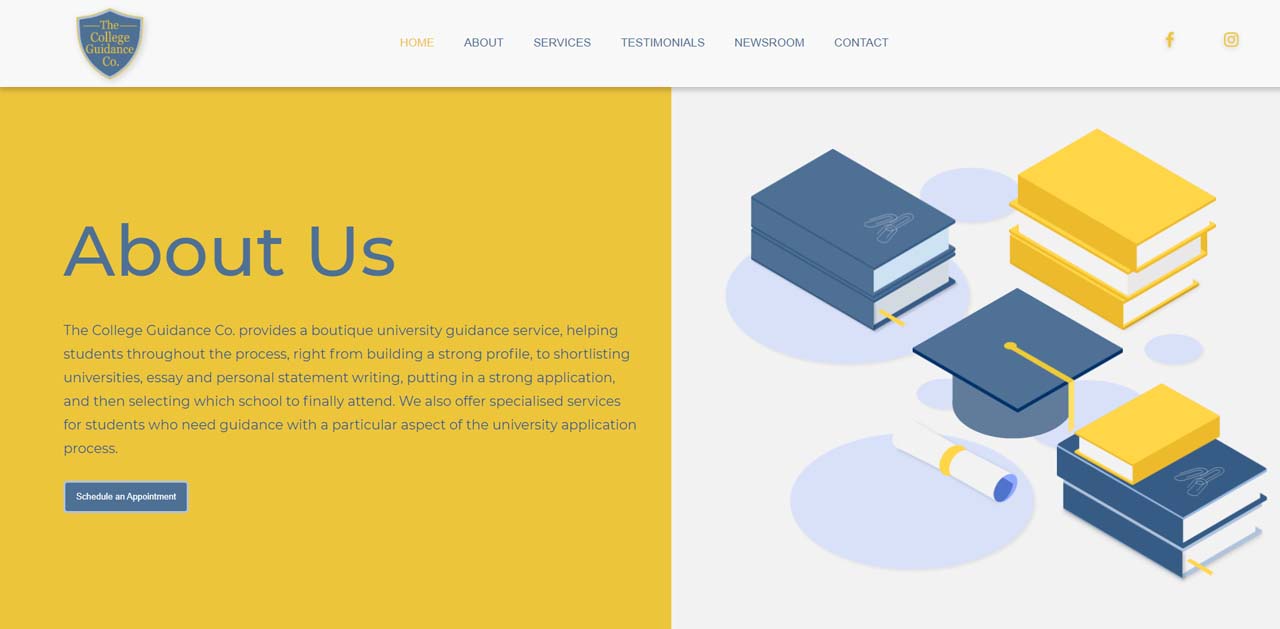 The
College
Guidance
Co.
HOME ABOUT SERVICES TESTIMONIALS NEWSROOM CONTACT
About Us
The College Guidance Co. provides a boutique university guidance service, helping
students throughout the process, right from building a strong profile, to shortlisting
universities, essay and personal statement writing, putting in a strong application,
and then selecting which school to finally attend. We also offer specialised services
for students who need guidance with a particular aspect of the university application
process.
Schedule an Appointment